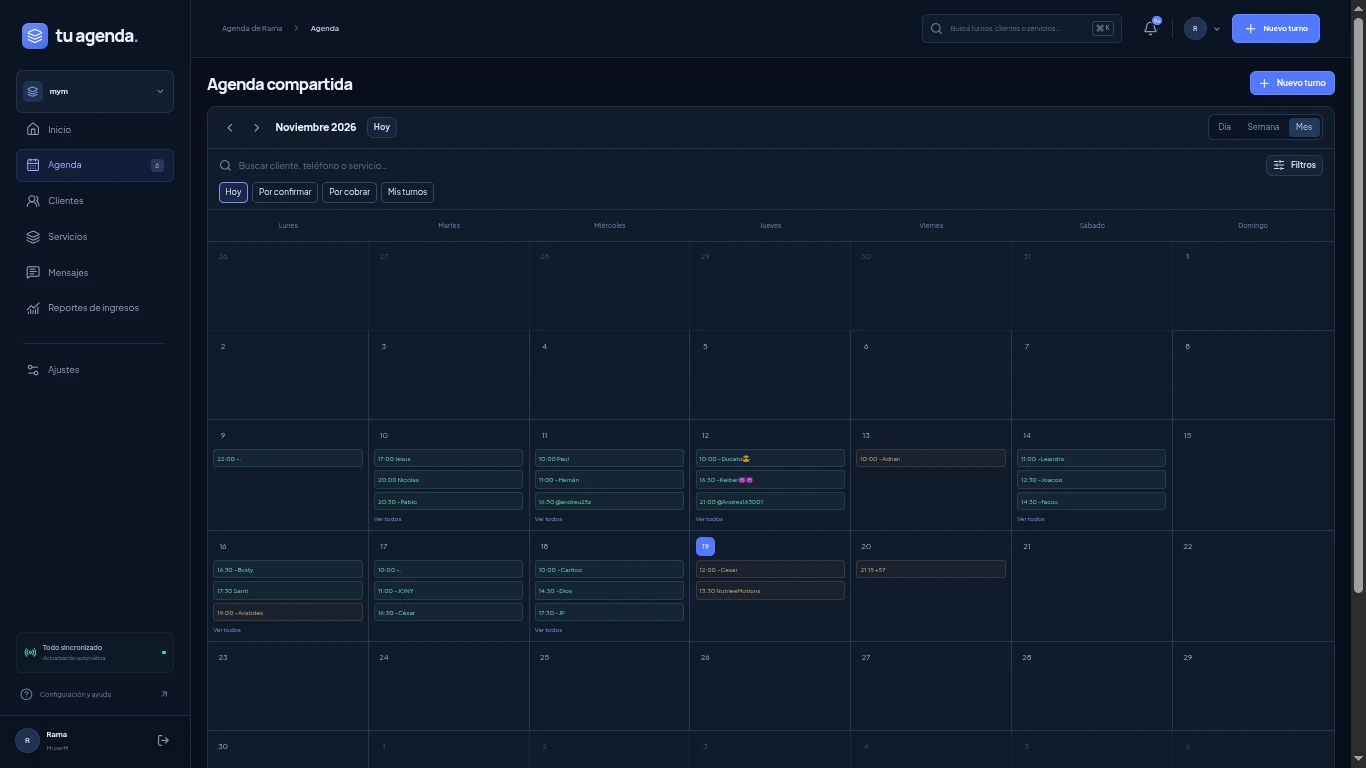 tu agenda.
Agenda de Rama > Agenda
Buscá turnos, clientes o servicios...
⌘ K
9+
R
+ Nuevo turno
mym
Inicio
Agenda
6
Clientes
Servicios
Mensajes
Reportes de ingresos
Ajustes
Todo sincronizado
Actualización automática
Configuración y ayuda
R
Rama
Mi perfil
Agenda compartida
+ Nuevo turno
Noviembre 2026
Hoy
Día Semana Mes
Buscar cliente, teléfono o servicio...
Filtros
Hoy Por confirmar Por cobrar Mis turnos
Lunes Martes Miércoles Jueves Viernes Sábado Domingo
26 27 28 29 30 31 1
2 3 4 5 6 7 8
9
22:00 ~.
10
17:00 Jesus
20:00 Nicolas
20:30 ~Pablo
Ver todos
11
10:00 Paul
11:00 ~Hernán
16:30 @andreu25z
Ver todos
12
10:00 ~Ducato😎
16:30 ~Keiber😈😈
21:00 @Andres163001
Ver todos
13
10:00 ~Adrian
14
11:00 ~Leandro
12:30 ~Joacoo
14:30 ~facuu
Ver todos
15
16
16:30 ~Bvsty
17:30 Santi
19:00 ~Aristides
Ver todos
17
10:00 ~.
11:00 ~JONY
16:30 ~César
18
10:00 ~Caritoo
14:30 ~Dios
17:30 ~JP
Ver todos
19
12:00 ~Cesar
13:30 NutrieeMotions
20
21:15 +57
21
22
23 24 25 26 27 28 29
30 1 2 3 4 5 6